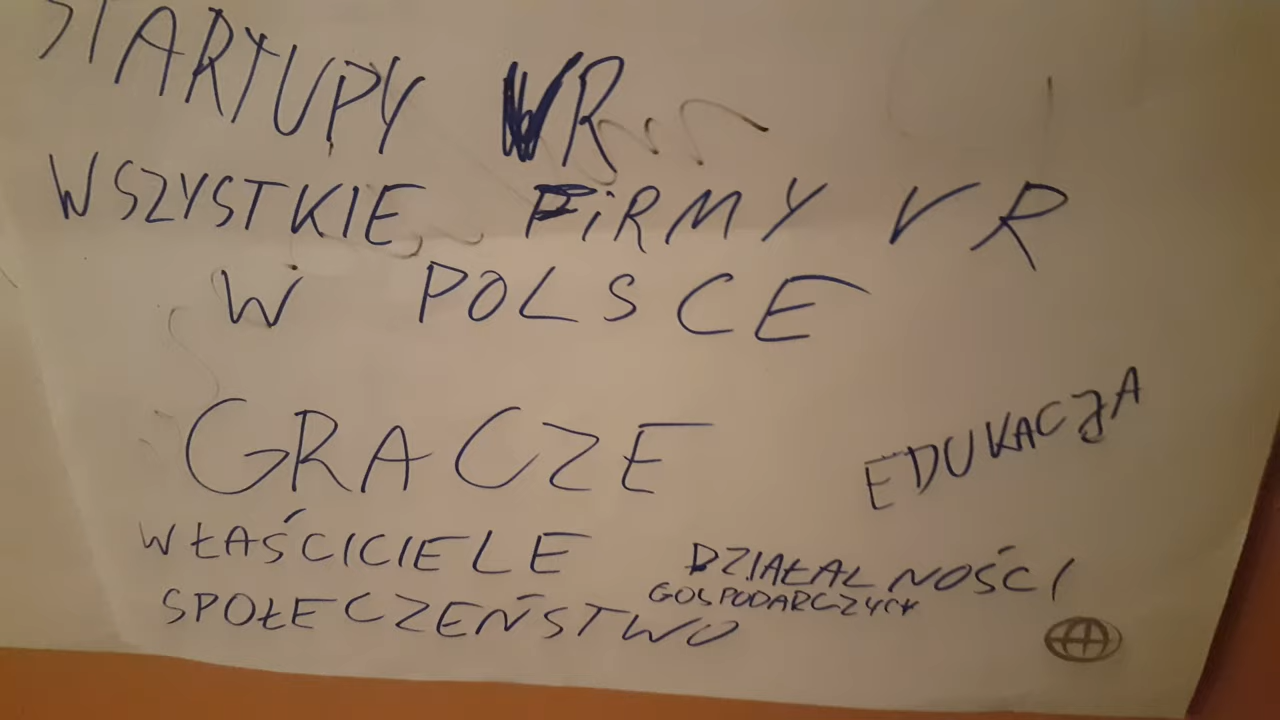 STARTUPY VR
WSZYSTKIE FiRMY VR
W POLSCE
GRACZE
EDUKACJA
WŁAŚCICIELE DZIAŁALNOŚCI
GOSPODARCZYCH
SPOŁECZEŃSTWO